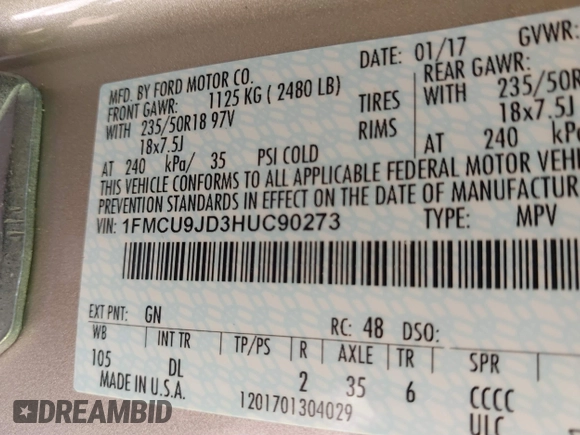 DATE: 01/17 GVWR:
MFD. BY FORD MOTOR CO.
FRONT GAWR: 1125 KG ( 2480 LB) REAR GAWR:
WITH 235/50R18 97V TIRES WITH 235/50R
18x7.5J RIMS 18x7.5J
AT 240 kPa/ 35 PSI COLD AT 240 kPa
THIS VEHICLE CONFORMS TO ALL APPLICABLE FEDERAL MOTOR VEHI
PREVENTION STANDARDS IN EFFECT ON THE DATE OF MANUFACTUR
VIN: 1FMCU9JD3HUC90273 TYPE: MPV
EXT PNT: GN RC: 48 DSO:
WB INT TR TP/PS R AXLE TR SPR
105 DL 2 35 6 CCCC
MADE IN U.S.A. 1201701304029 ULC
DREAMBID